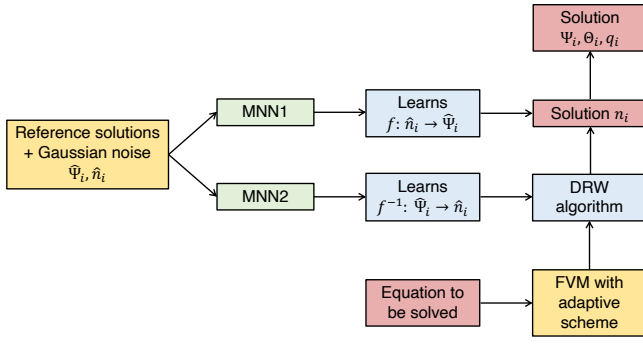 Solution
Ψ_i, Θ_i, q_i
MNN1
Learns
f: n̂_i → Ψ̂_i
Solution n_i
Reference solutions
+ Gaussian noise
Ψ̂_i, n̂_i
MNN2
Learns
f⁻¹: Ψ̂_i → n̂_i
DRW
algorithm
Equation to
be solved
FVM with
adaptive
scheme